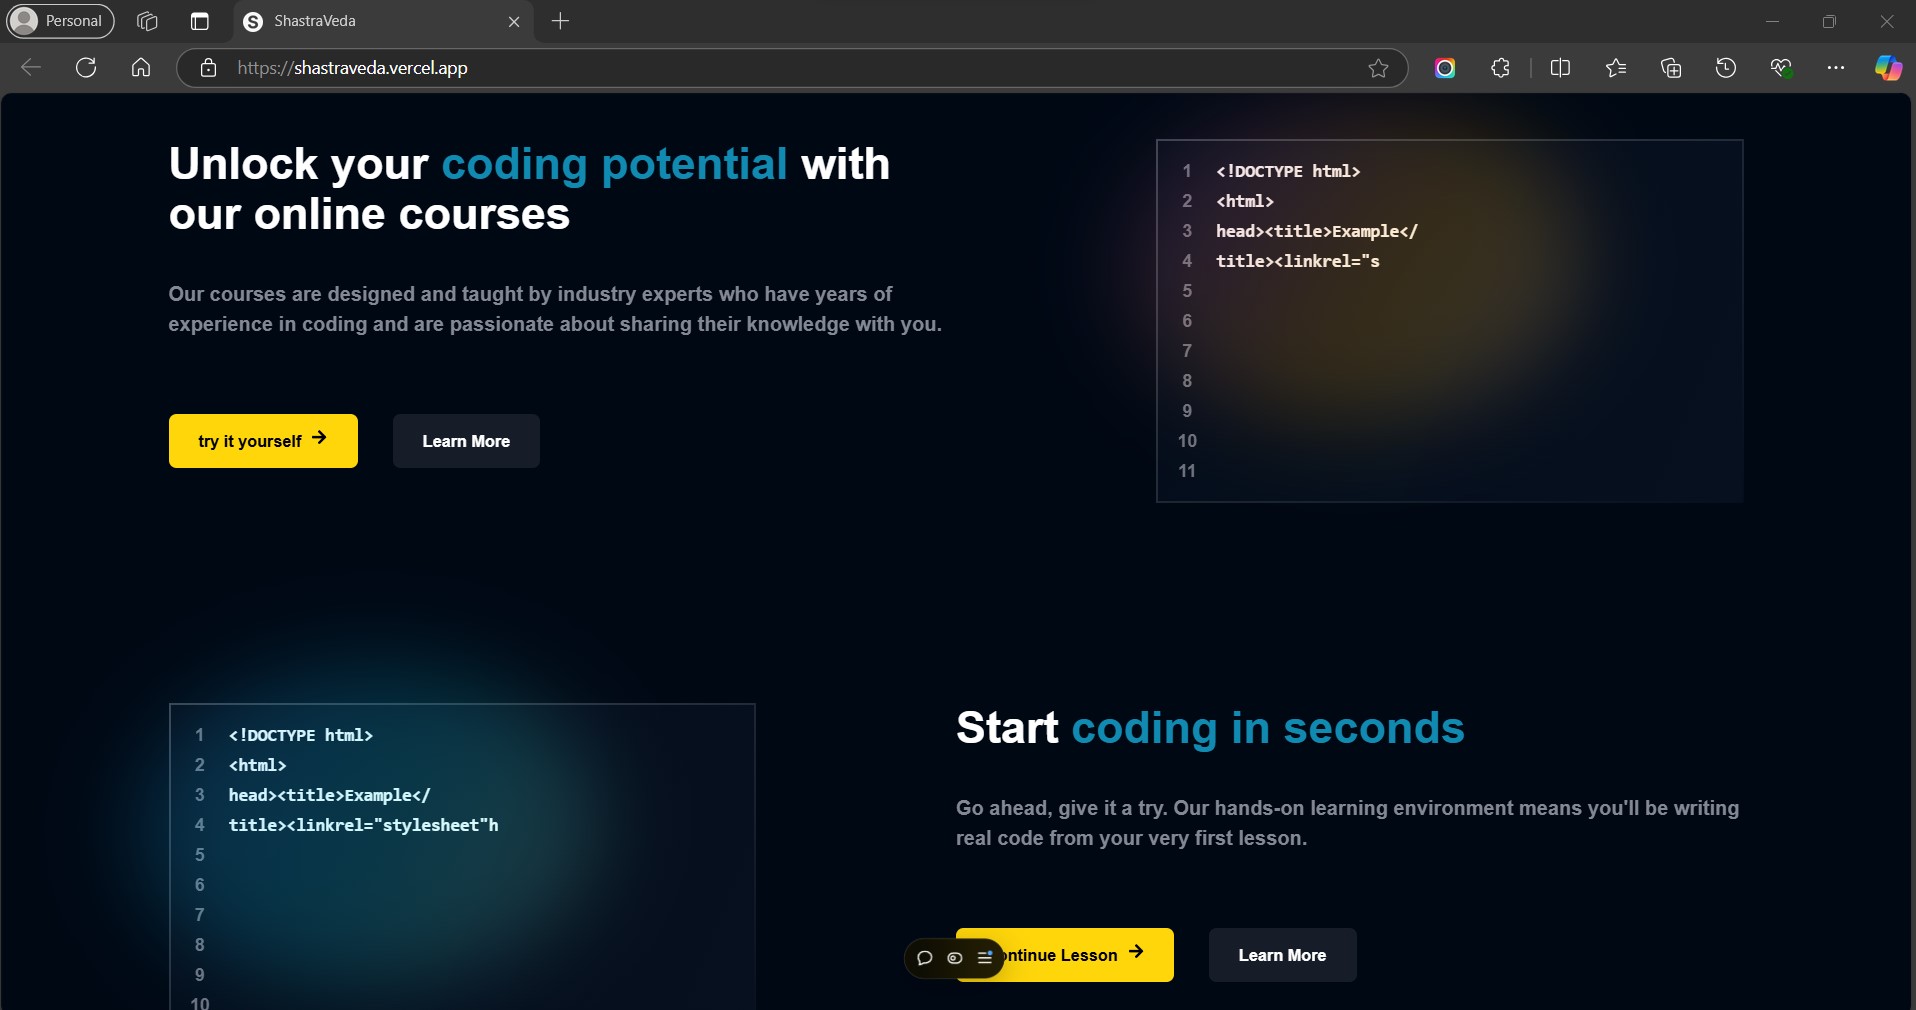 Personal
ShastraVeda
https://shastraveda.vercel.app
Unlock your coding potential with
our online courses
Our courses are designed and taught by industry experts who have years of
experience in coding and are passionate about sharing their knowledge with you.
try it yourself
Learn More
1 <!DOCTYPE html>
2 <html>
3 head><title>Example</
4 title><linkrel="s
5
6
7
8
9
10
11
1 <!DOCTYPE html>
2 <html>
3 head><title>Example</
4 title><linkrel="stylesheet"h
5
6
7
8
9
10
Start coding in seconds
Go ahead, give it a try. Our hands-on learning environment means you'll be writing
real code from your very first lesson.
ontinue Lesson
Learn More